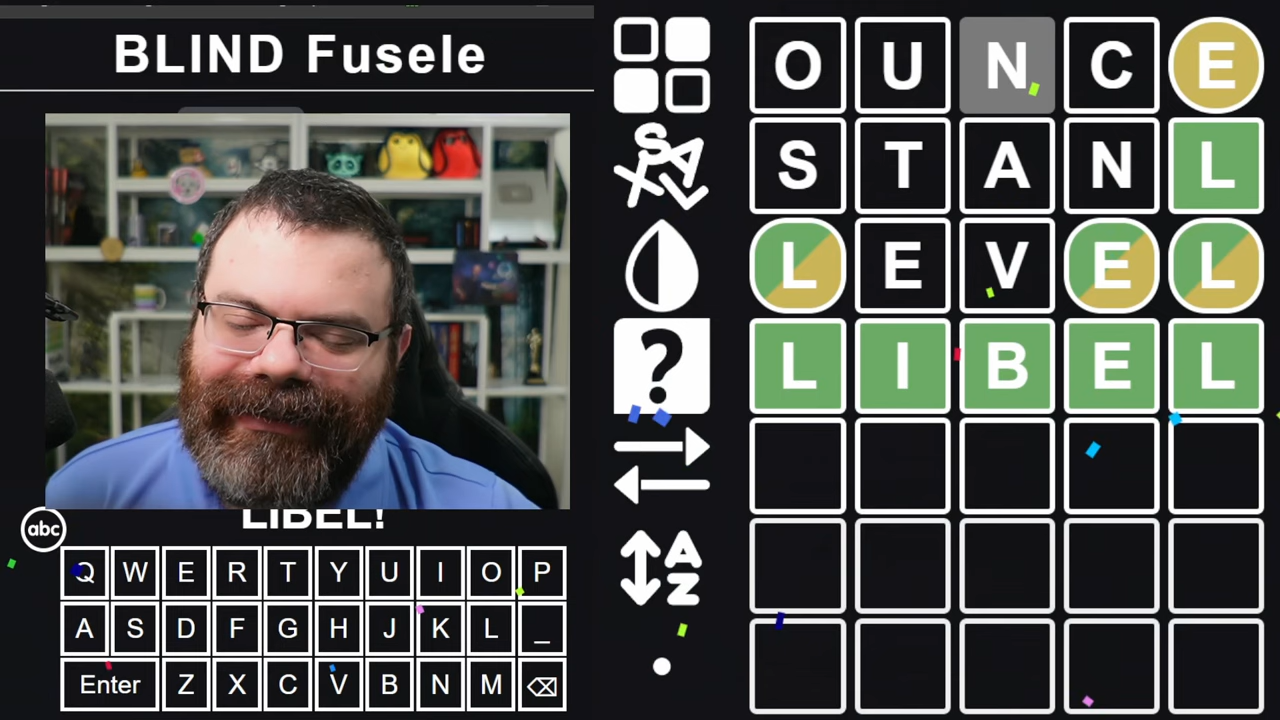 BLIND Fusele
abc
LIBEL!
Q W E R T Y U I O P
A S D F G H J K L _
Enter Z X C V B N M
?
A
Z
O U N C E
S T A N L
L E V E L
L I B E L